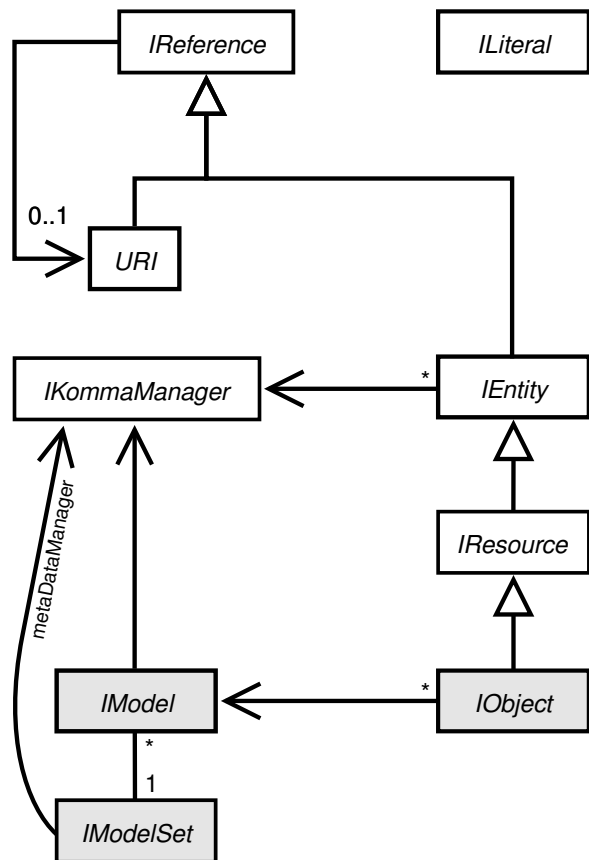 IReference
ILiteral
0..1
URI
IKommaManager
*
IEntity
metaDataManager
IResource
IModel
*
IObject
*
1
IModelSet